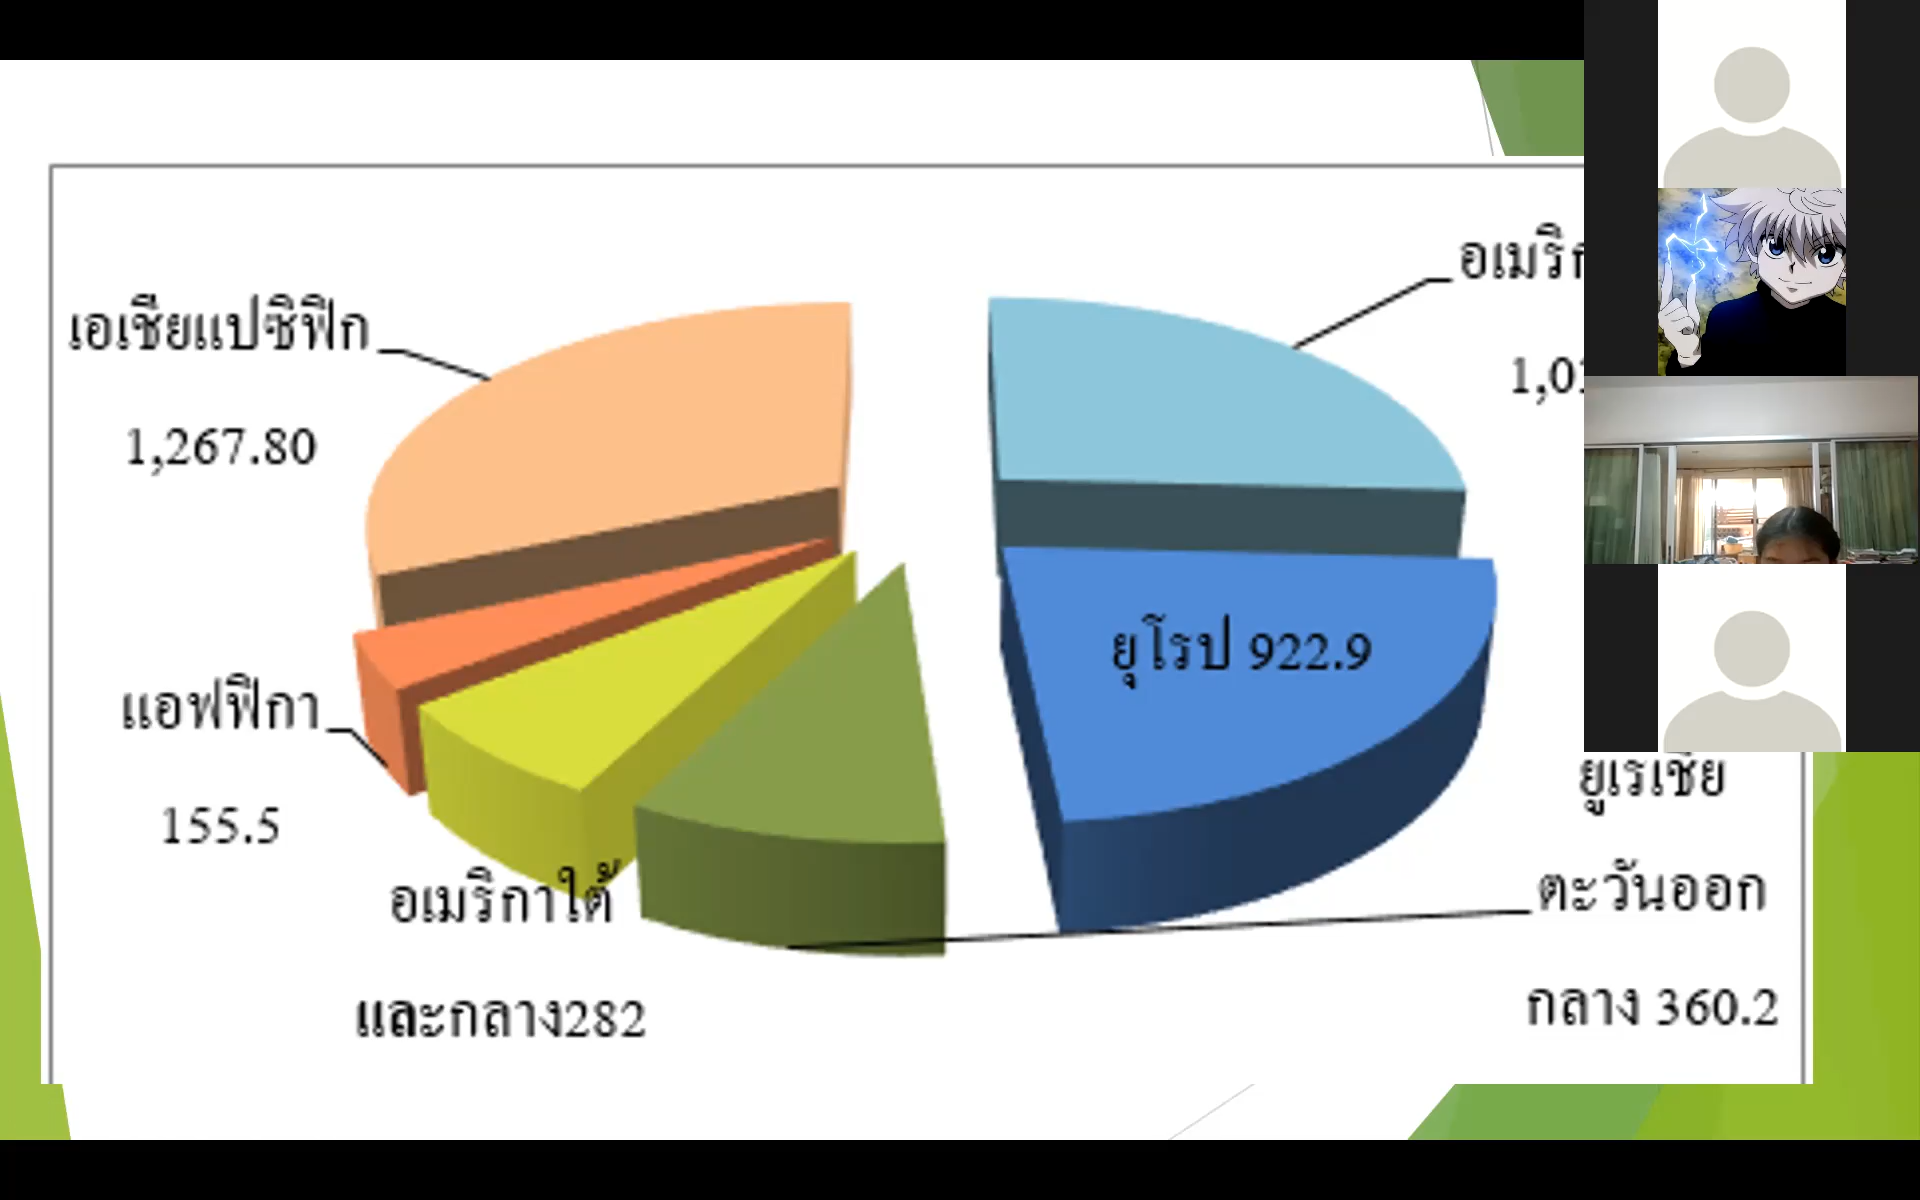 เอเชียแปซิฟิก
1,267.80
ยุโรป 922.9
แอฟฟิกา
155.5
อเมริกาใต้
และกลาง282
ยูเรเชีย
ตะวันออก
กลาง 360.2